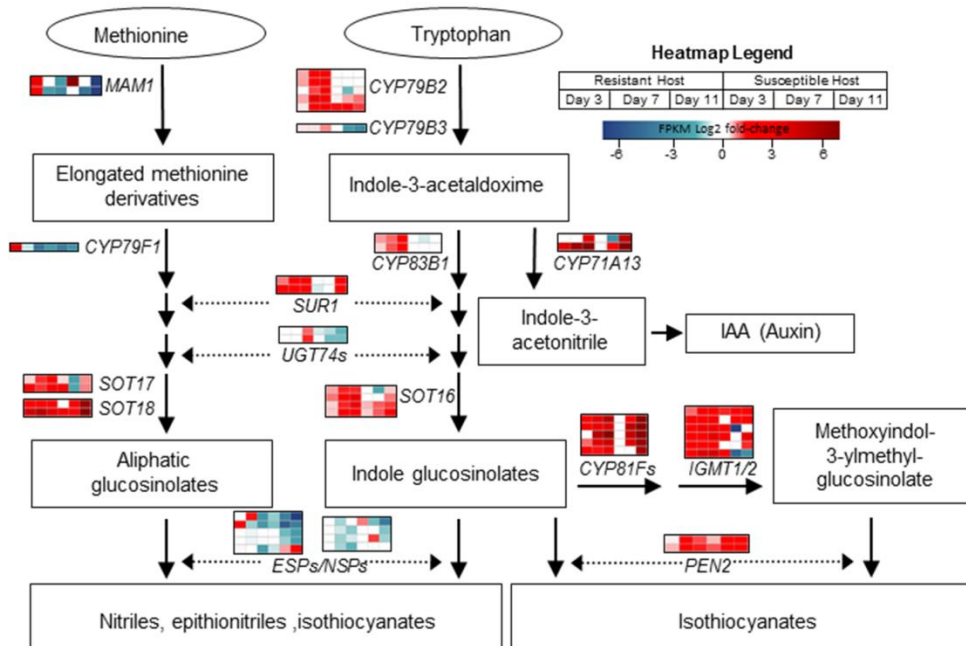 Methionine
Tryptophan
Heatmap Legend
Resistant Host Susceptible Host
Day 3 Day 7 Day 11 Day 3 Day 7 Day 11
FPKM Log2 fold-change
-6 -3 0 3 6
MAM1
CYP79B2
CYP79B3
Elongated methionine
derivatives
Indole-3-acetaldoxime
CYP79F1
CYP83B1
CYP71A13
SUR1
Indole-3-
acetonitrile
IAA (Auxin)
UGT74s
SOT17
SOT18
SOT16
Aliphatic
glucosinolates
Indole glucosinolates
CYP81Fs
IGMT1/2
Methoxyindol-
3-ylmethyl-
glucosinolate
ESPs/NSPs
PEN2
Nitriles, epithionitriles ,isothiocyanates
Isothiocyanates